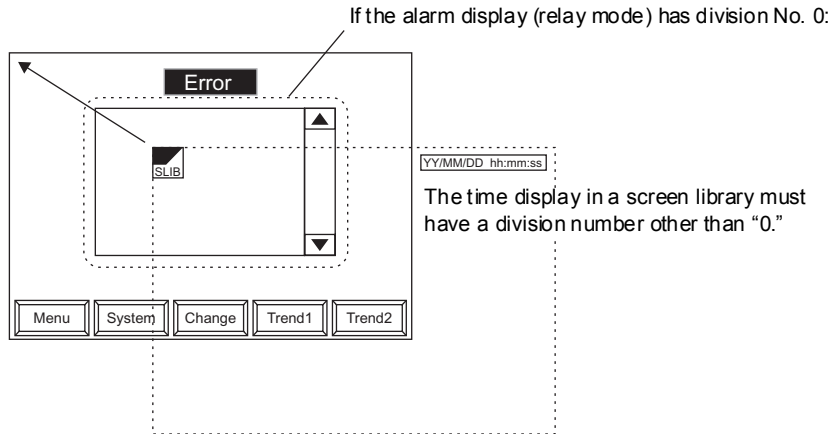 If the alarm display (relay mode) has division No. 0:
Error
SLIB
YY/MM/DD hh:mm:ss
The time display in a screen library must
have a division number other than “0.”
Menu
System
Change
Trend1
Trend2